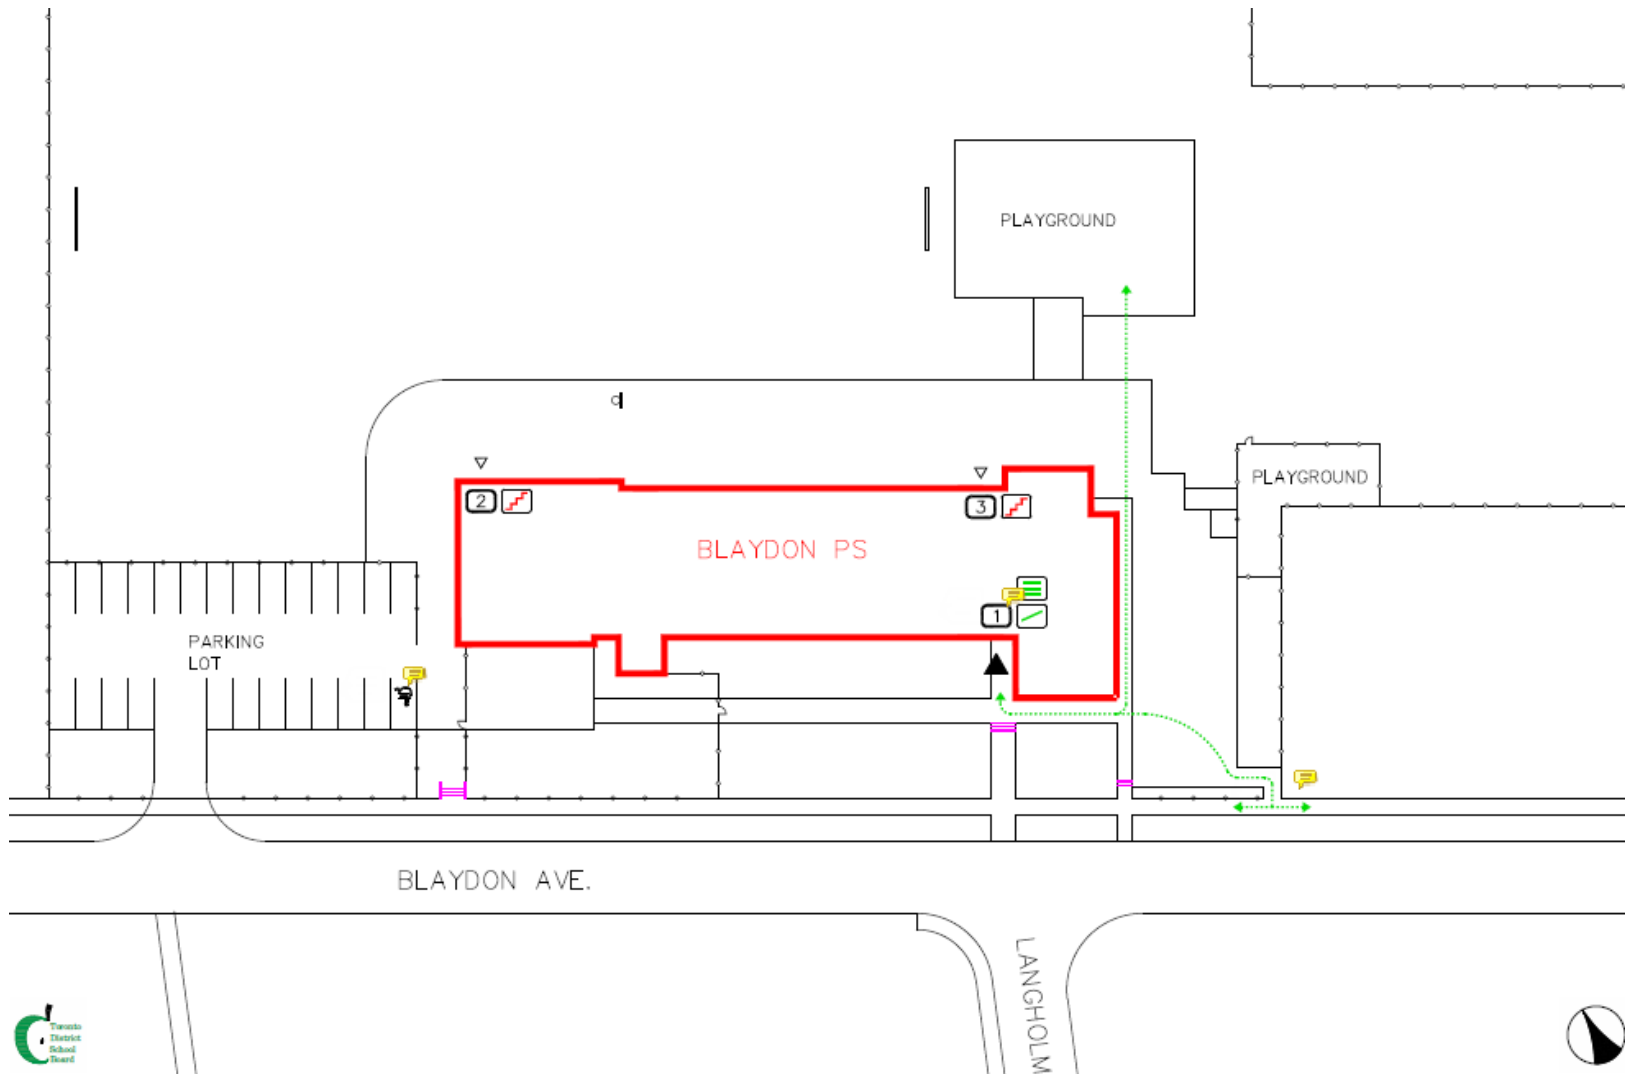 PLAYGROUND
PLAYGROUND
2
3
BLAYDON PS
1
PARKING
LOT
BLAYDON AVE.
LANGHOLM
Toronto
District
School
Board